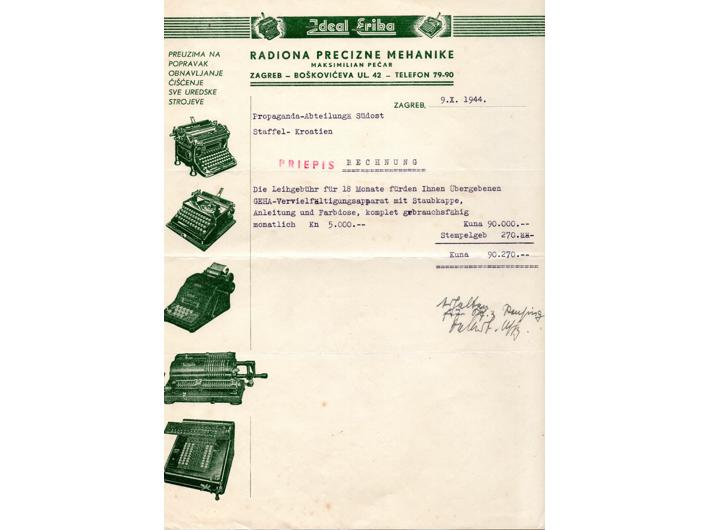 Ideal Erika
PREUZIMA NA
POPRAVAK
OBNAVLJANJE
ČIŠĆENJE
SVE UREDSKE
STROJEVE
RADIONA PRECIZNE MEHANIKE
MAKSIMILIAN PEČAR
ZAGREB – BOŠKOVIĆEVA UL. 42 – TELEFON 79-90
ZAGREB, 9.X. 1944.
Propaganda-Abteilung Südost
Staffel- Kroatien
PRIEPIS RECHNUNG
Die Leihgebühr für 18 Monate fürden Ihnen Übergebenen
GEHA-Vervielfältigungsapparat mit Staubkappe,
Anleitung und Farbdose, komplet gebrauchsfähig
monatlich Kn 5.000.-- Kuna 90.000.--
Stempelgeb 270.--
Kuna 90.270.--